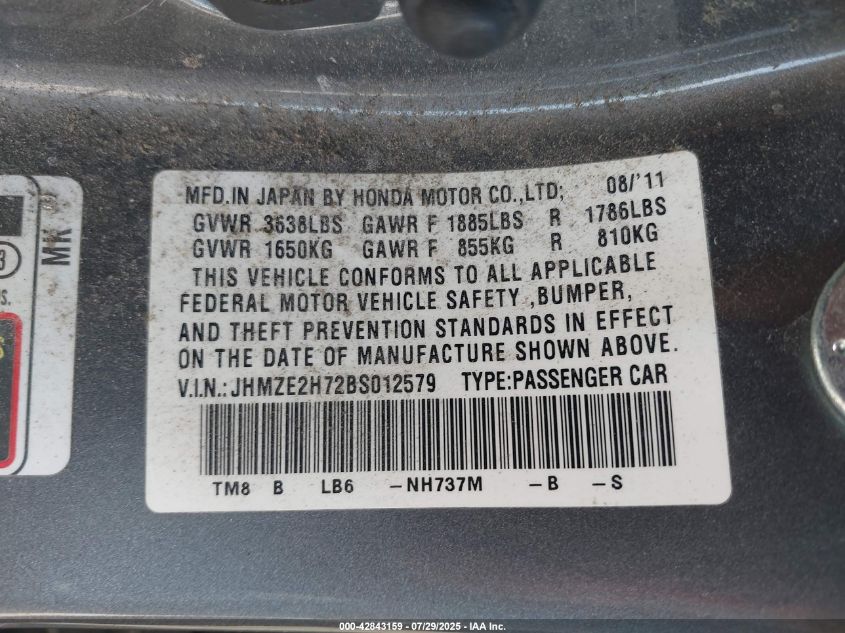 MK
3
S.
MFD.IN JAPAN BY HONDA MOTOR CO.,LTD; 08/'11
GVWR 3638LBS GAWR F 1885LBS R 1786LBS
GVWR 1650KG GAWR F 855KG R 810KG
THIS VEHICLE CONFORMS TO ALL APPLICABLE
FEDERAL MOTOR VEHICLE SAFETY ,BUMPER,
AND THEFT PREVENTION STANDARDS IN EFFECT
ON THE DATE OF MANUFACTURE SHOWN ABOVE.
V.I.N.:JHMZE2H72BS012579 TYPE:PASSENGER CAR
TM8 B LB6 -NH737M -B -S
000-42843159 - 07/29/2025 - IAA Inc.